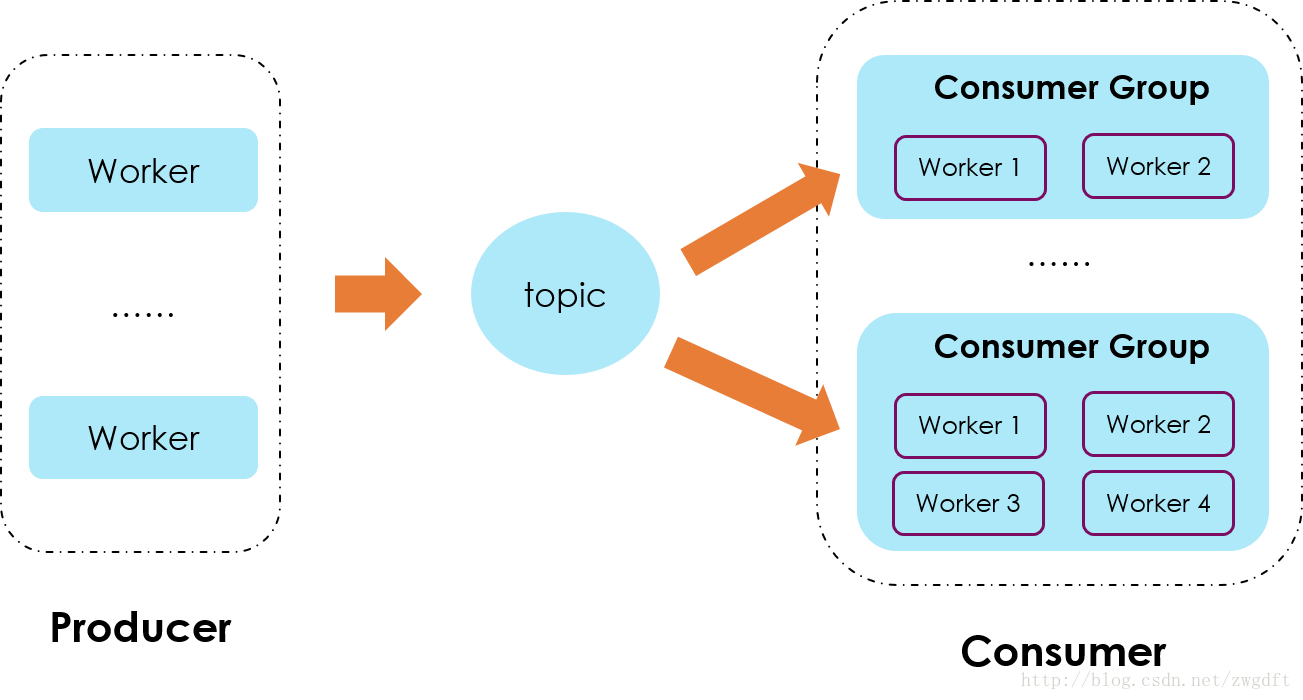 Worker
......
Worker
Producer
topic
Consumer Group
Worker 1
Worker 2
......
Consumer Group
Worker 1
Worker 2
Worker 3
Worker 4
Consumer
http://blog.csdn.net/zwgdft